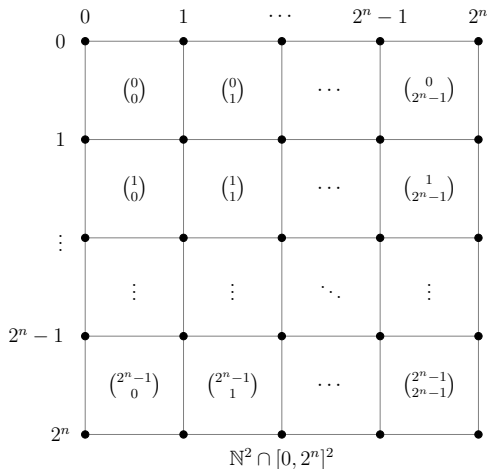 0 1 ⋯ 2^n − 1 2^n
0
(0 0) (0 1) ⋯ (0 2^n−1)
1
(1 0) (1 1) ⋯ (1 2^n−1)
⋮
⋮ ⋮ ⋱ ⋮
2^n − 1
(2^n−1 0) (2^n−1 1) ⋯ (2^n−1 2^n−1)
2^n
ℕ^2 ∩ [0, 2^n]^2